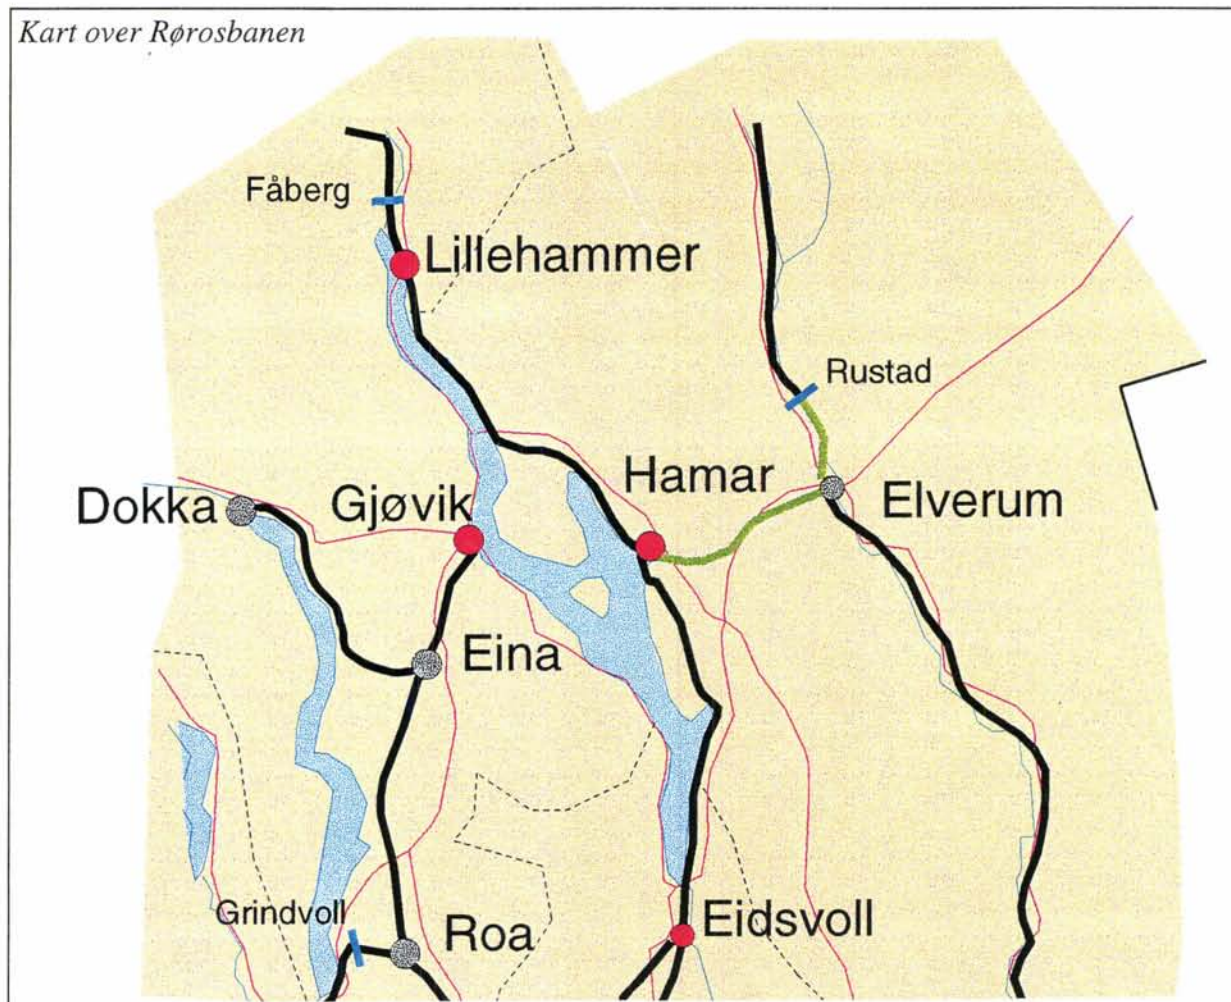 Kart over Rørosbanen
Fåberg
Lillehammer
Rustad
Hamar
Dokka
Gjøvik
Elverum
Eina
Grindvoll
Roa
Eidsvoll